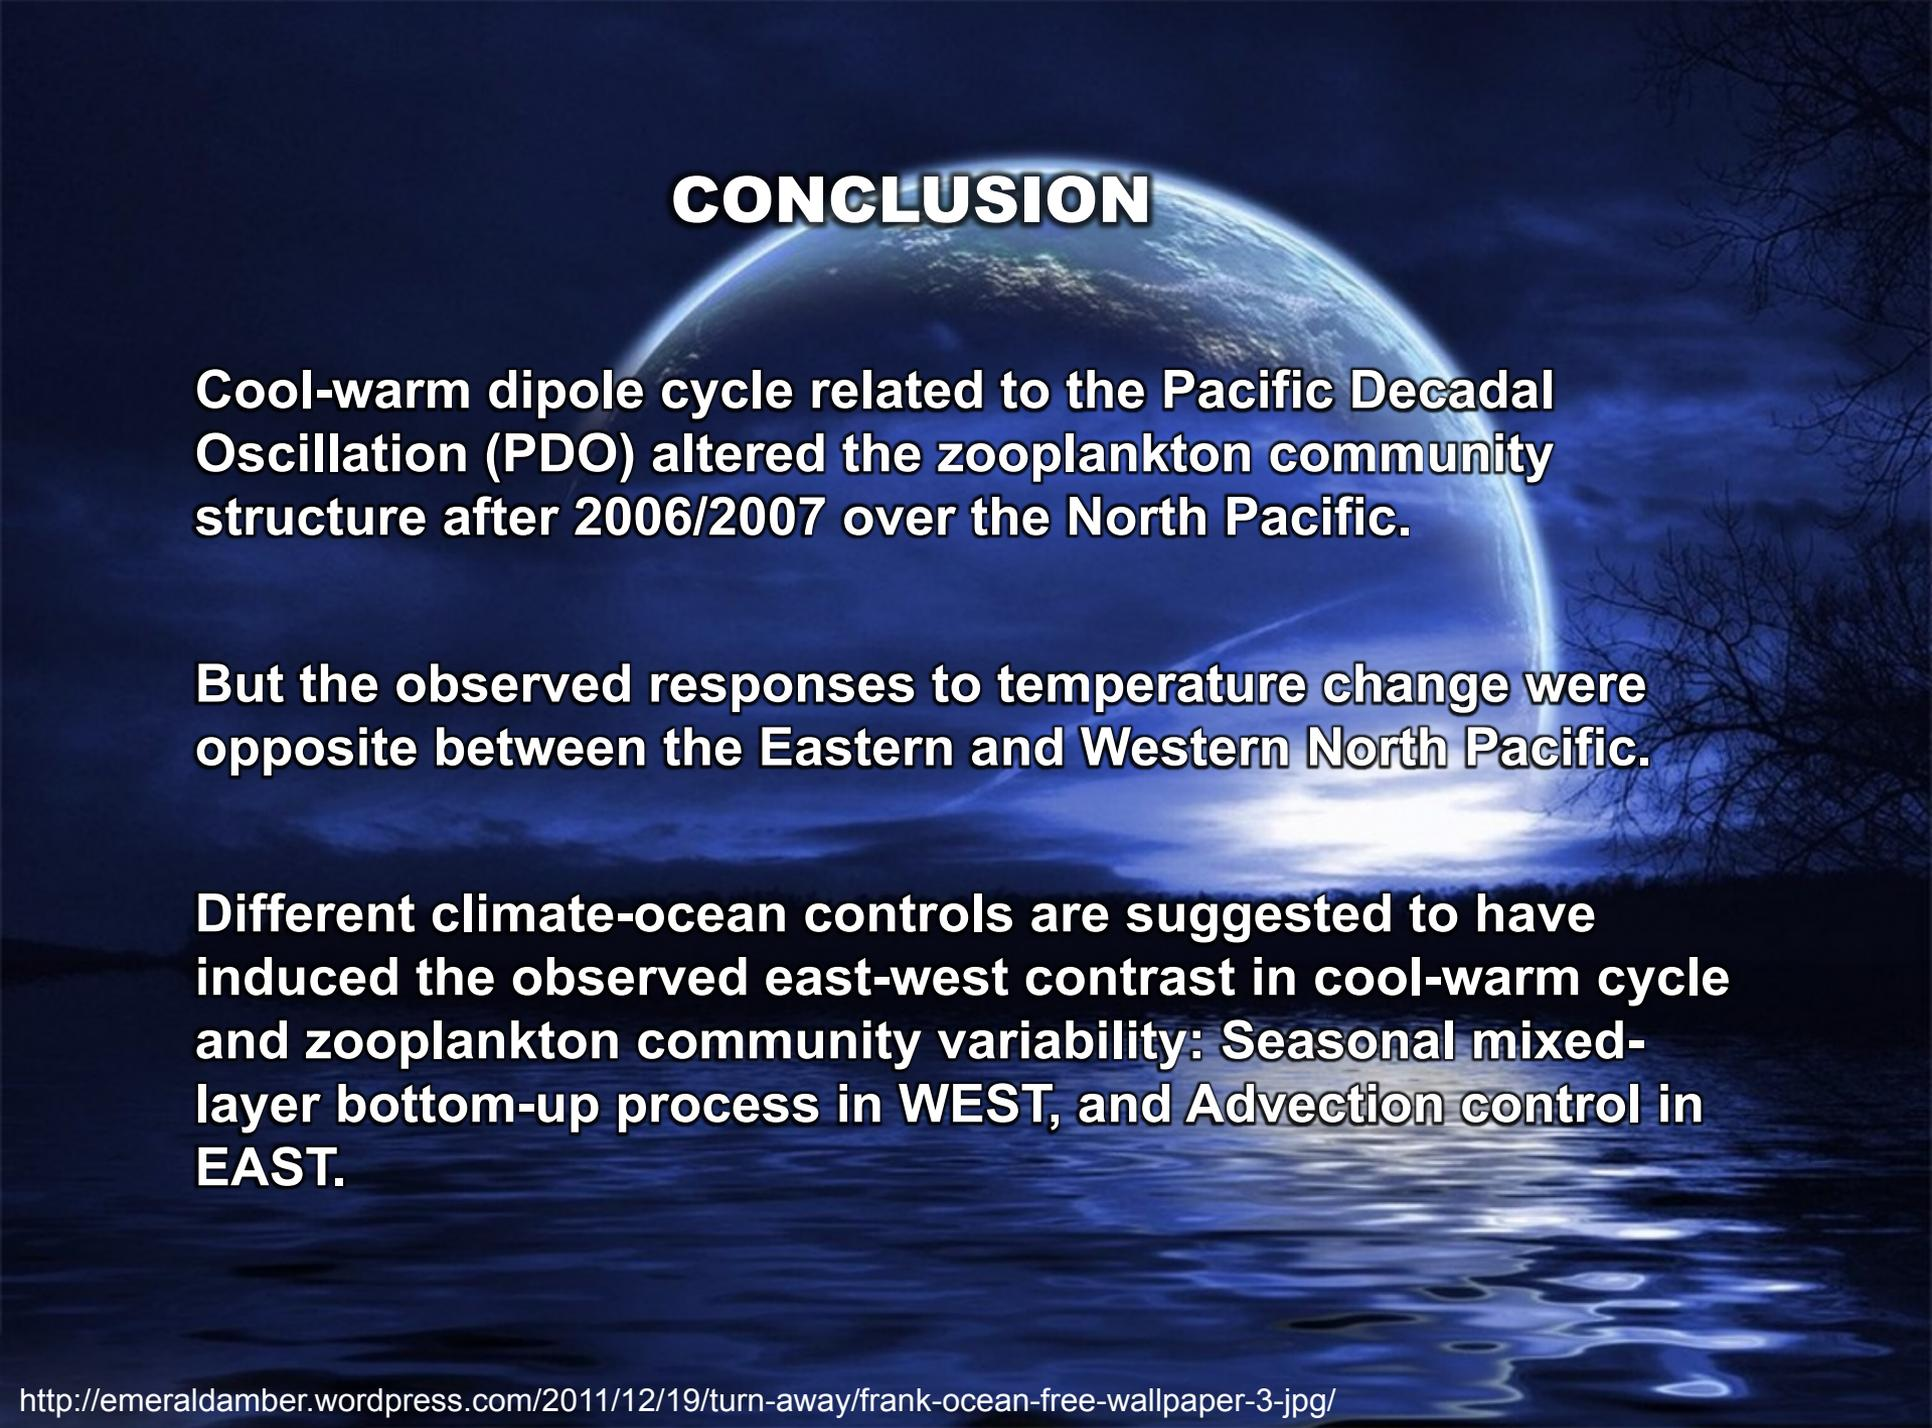 CONCLUSION
Cool-warm dipole cycle related to the Pacific Decadal
Oscillation (PDO) altered the zooplankton community
structure after 2006/2007 over the North Pacific.
But the observed responses to temperature change were
opposite between the Eastern and Western North Pacific.
Different climate-ocean controls are suggested to have
induced the observed east-west contrast in cool-warm cycle
and zooplankton community variability: Seasonal mixed-
layer bottom-up process in WEST, and Advection control in
EAST.
http://emeraldamber.wordpress.com/2011/12/19/turn-away/frank-ocean-free-wallpaper-3-jpg/